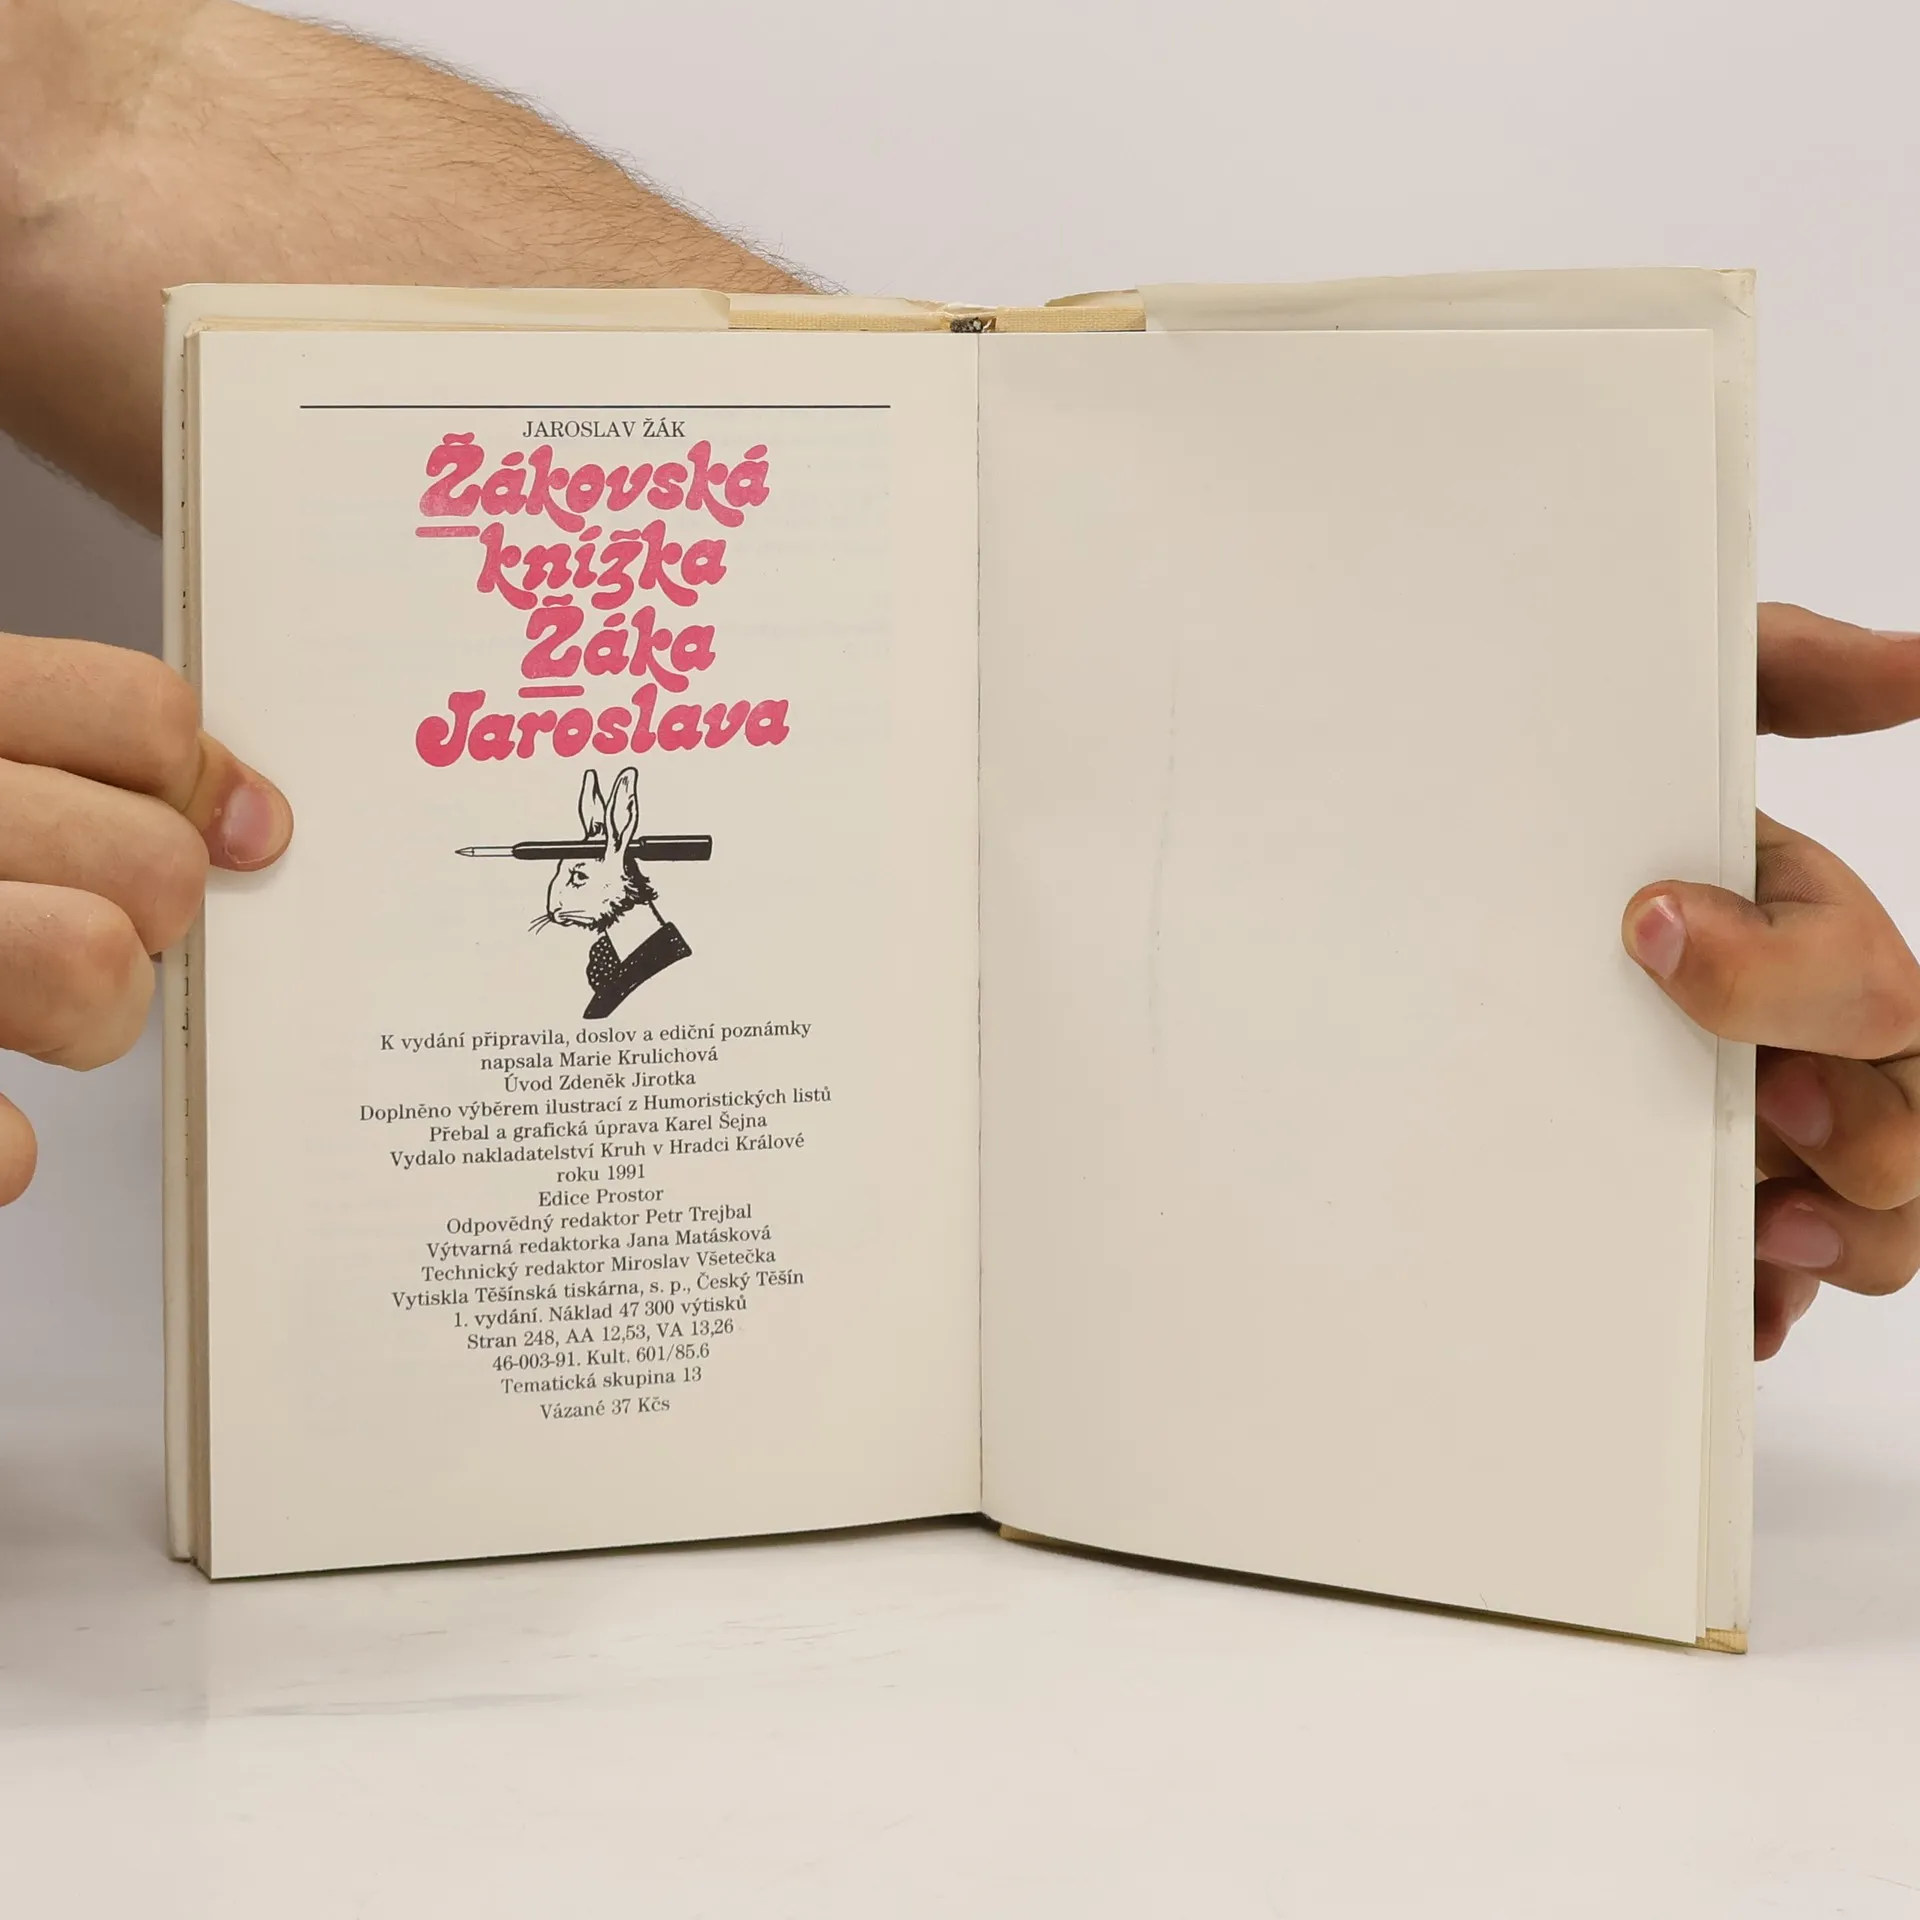 JAROSLAV ŽÁK
Žákovská
knížka
Žáka
Jaroslava
K vydání připravila, doslov a ediční poznámky
napsala Marie Krulichová
Úvod Zdeněk Jirotka
Doplněno výběrem ilustrací z Humoristických listů
Přebal a grafická úprava Karel Šejna
Vydalo nakladatelství Kruh v Hradci Králové
roku 1991
Edice Prostor
Odpovědný redaktor Petr Trejbal
Výtvarná redaktorka Jana Matásková
Technický redaktor Miroslav Všetečka
Vytiskla Těšínská tiskárna, s. p., Český Těšín
1. vydání. Náklad 47 300 výtisků
Stran 248, AA 12,53, VA 13,26
46-003-91. Kult. 601/85.6
Tematická skupina 13
Vázané 37 Kčs